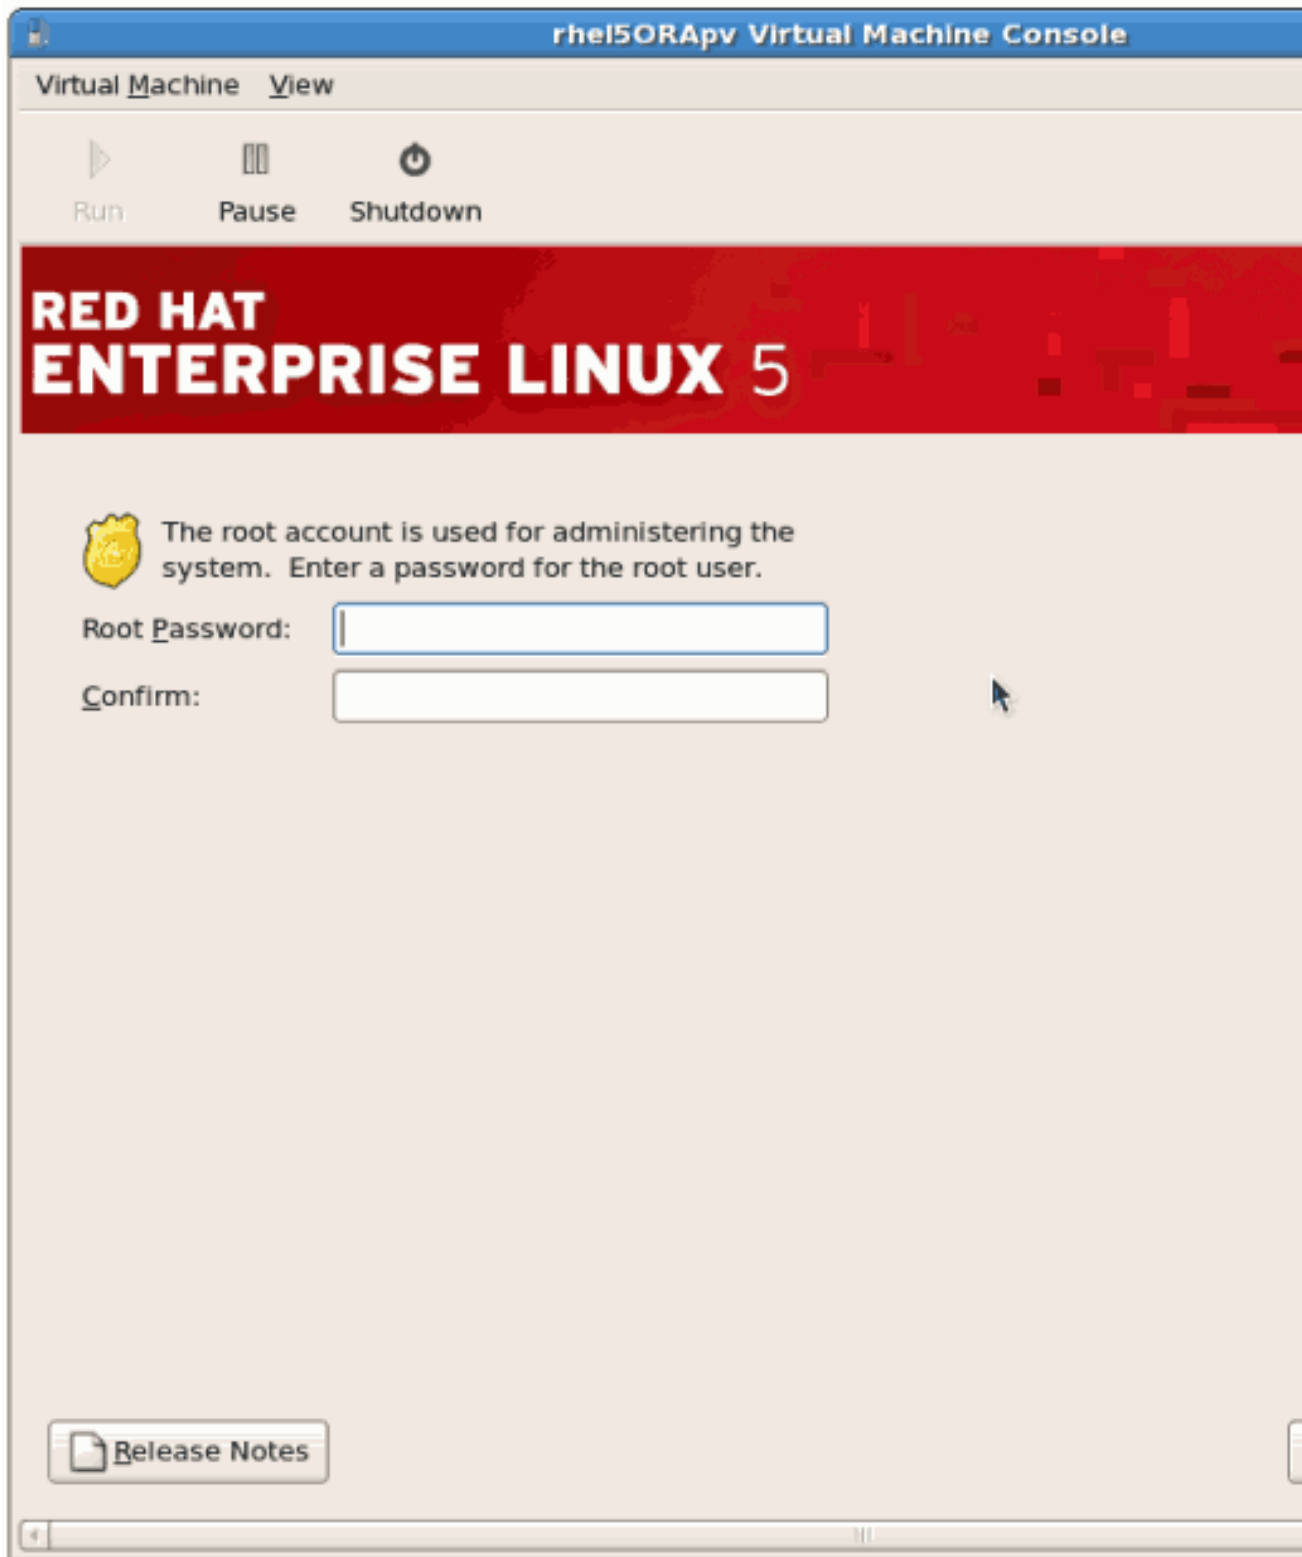 rhel5ORApv Virtual Machine Console
Virtual Machine View
Run Pause Shutdown
RED HAT
ENTERPRISE LINUX 5
The root account is used for administering the
system. Enter a password for the root user.
Root Password:
Confirm:
Release Notes